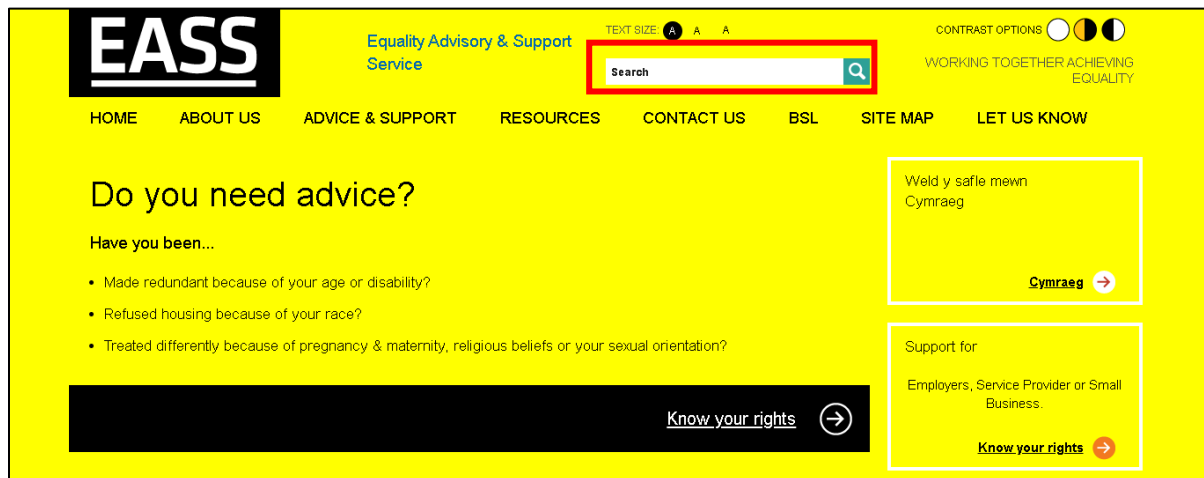 EASS
Equality Advisory & Support
Service
TEXT SIZE: A A A
Search
CONTRAST OPTIONS
WORKING TOGETHER ACHIEVING
EQUALITY
HOME ABOUT US ADVICE & SUPPORT RESOURCES CONTACT US BSL SITE MAP LET US KNOW
Do you need advice?
Have you been...
• Made redundant because of your age or disability?
• Refused housing because of your race?
• Treated differently because of pregnancy & maternity, religious beliefs or your sexual orientation?
Know your rights
Weld y safle mewn
Cymraeg
Cymraeg
Support for
Employers, Service Provider or Small
Business.
Know your rights